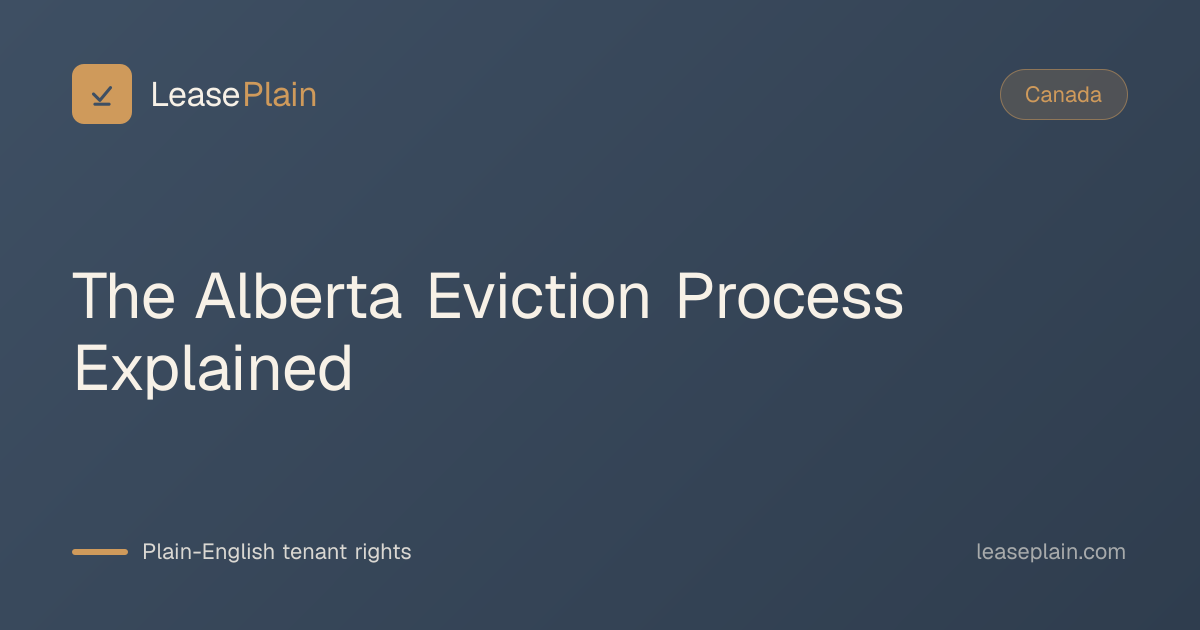 LeasePlain
Canada
The Alberta Eviction Process
Explained
Plain-English tenant rights
leaseplain.com